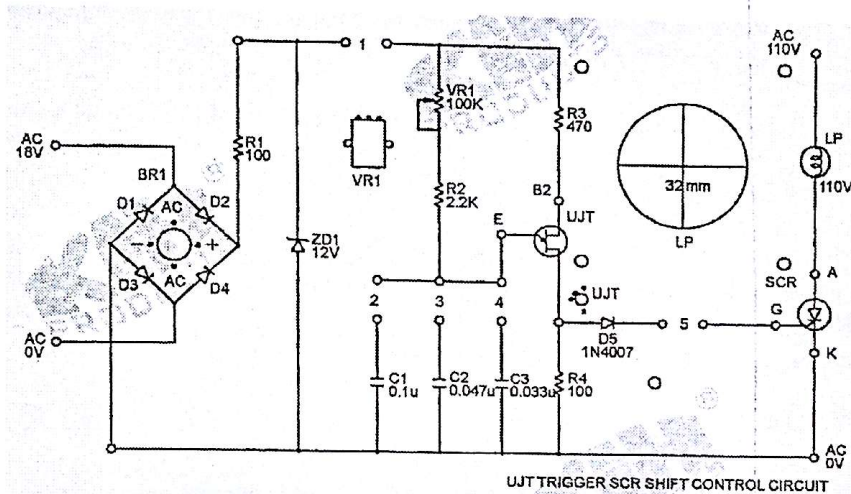 AC
110V
1
VR1
100K
R3
470
AC
18V
R1
100
BR1
VR1
LP
110V
D1
AC
D2
R2
2.2K
B2
32 mm
LP
E
UJT
-
+
ZD1
12V
D3
AC
D4
A
SCR
2
3
4
UJT
G
5
D5
1N4007
K
AC
0V
C1
0.1u
C2
0.047u
C3
0.033u
R4
100
AC
0V
UJT TRIGGER SCR SHIFT CONTROL CIRCUIT